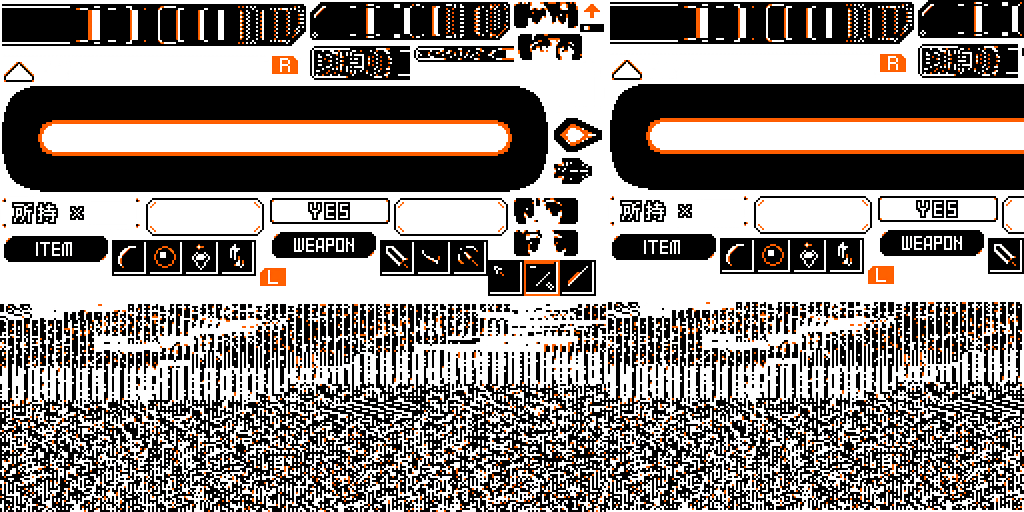 R
R
所持 ×
YES
所持 ×
YES
ITEM
WEAPON
ITEM
WEAPON
L
L